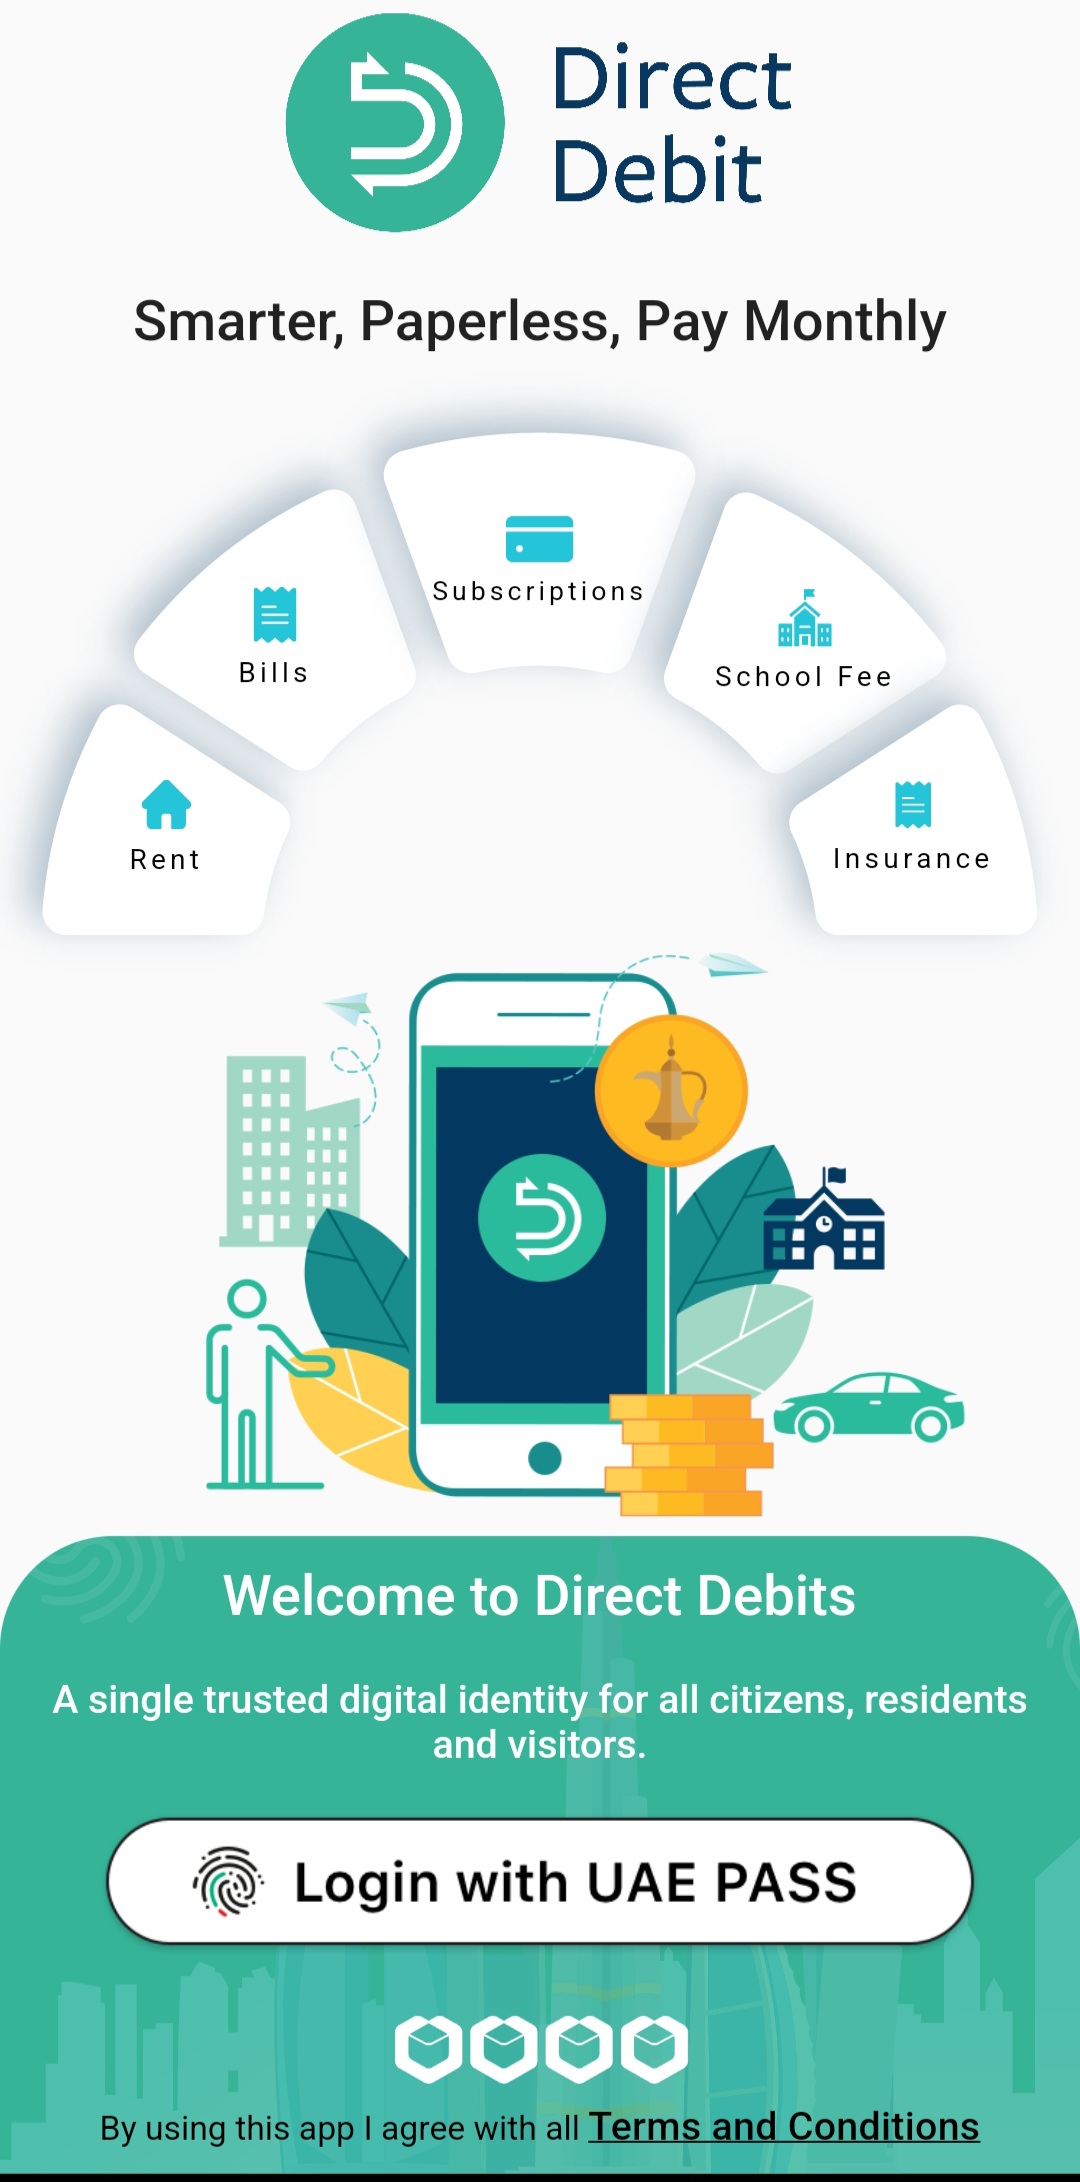 Direct
Debit
Smarter, Paperless, Pay Monthly
Subscriptions
Bills
School Fee
Rent
Insurance
Welcome to Direct Debits
A single trusted digital identity for all citizens, residents
and visitors.
Login with UAE PASS
By using this app I agree with all Terms and Conditions